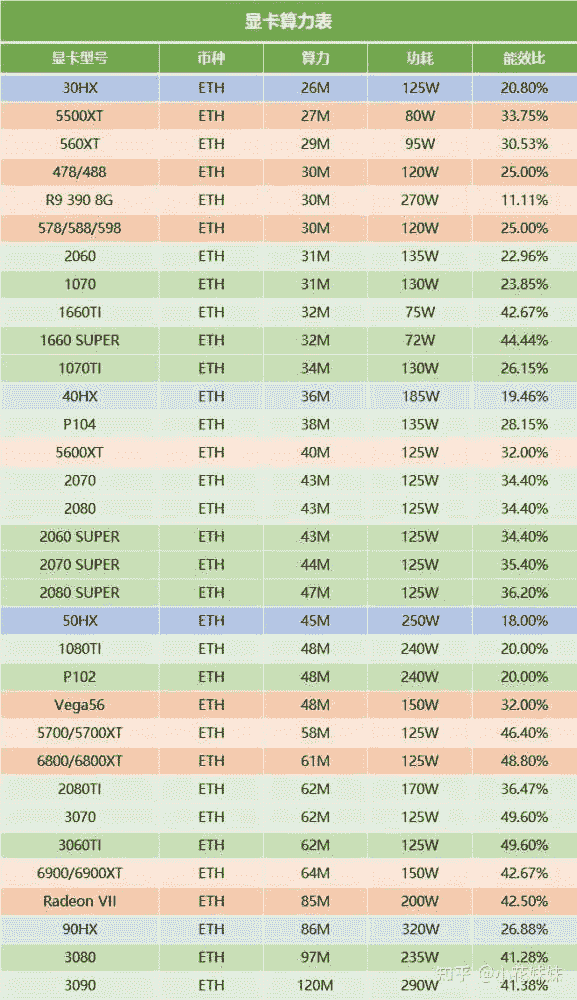 显卡算力表
显卡型号 币种 算力 功耗 能效比
30HX ETH 26M 125W 20.80%
5500XT ETH 27M 80W 33.75%
560XT ETH 29M 95W 30.53%
478/488 ETH 30M 120W 25.00%
R9 390 8G ETH 30M 270W 11.11%
578/588/598 ETH 30M 120W 25.00%
2060 ETH 31M 135W 22.96%
1070 ETH 31M 130W 23.85%
1660TI ETH 32M 75W 42.67%
1660 SUPER ETH 32M 72W 44.44%
1070TI ETH 34M 130W 26.15%
40HX ETH 36M 185W 19.46%
P104 ETH 38M 135W 28.15%
5600XT ETH 40M 125W 32.00%
2070 ETH 43M 125W 34.40%
2080 ETH 43M 125W 34.40%
2060 SUPER ETH 43M 125W 34.40%
2070 SUPER ETH 44M 125W 35.40%
2080 SUPER ETH 47M 125W 36.20%
50HX ETH 45M 250W 18.00%
1080TI ETH 48M 240W 20.00%
P102 ETH 48M 240W 20.00%
Vega56 ETH 48M 150W 32.00%
5700/5700XT ETH 58M 125W 46.40%
6800/6800XT ETH 61M 125W 48.80%
2080TI ETH 62M 170W 36.47%
3070 ETH 62M 125W 49.60%
3060TI ETH 62M 125W 49.60%
6900/6900XT ETH 64M 150W 42.67%
Radeon VII ETH 85M 200W 42.50%
90HX ETH 86M 320W 26.88%
3080 ETH 97M 235W 41.28%
3090 ETH 120M 290W 41.38%
知乎 @小花妹妹